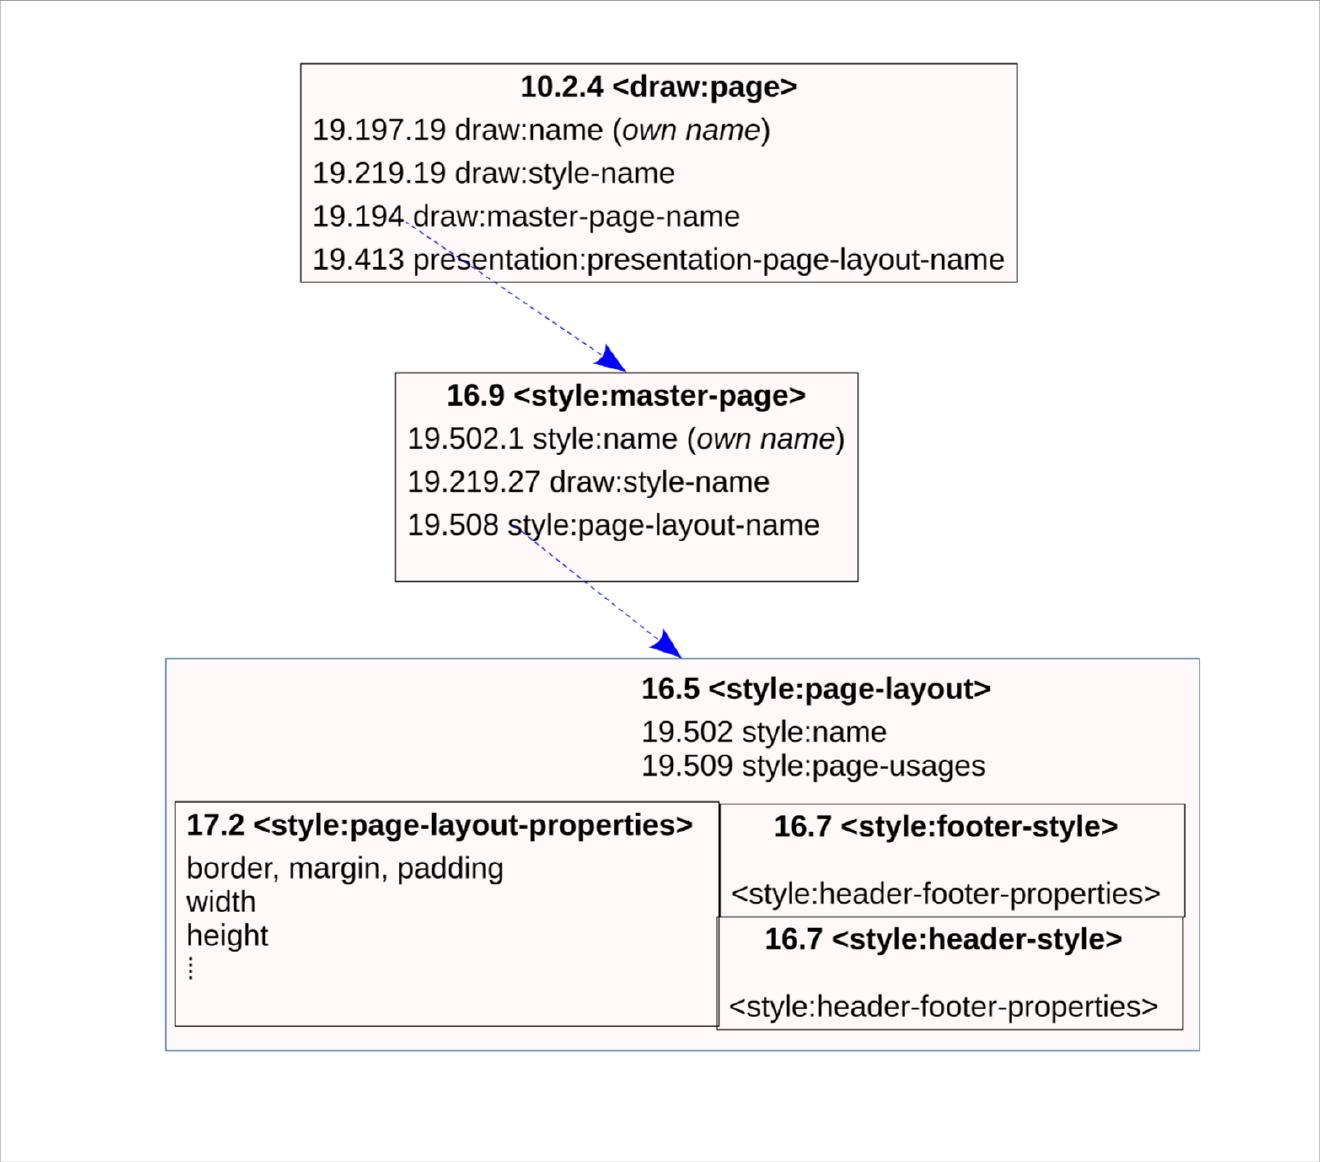 10.2.4 <draw:page>
19.197.19 draw:name (own name)
19.219.19 draw:style-name
19.194 draw:master-page-name
19.413 presentation:presentation-page-layout-name
16.9 <style:master-page>
19.502.1 style:name (own name)
19.219.27 draw:style-name
19.508 style:page-layout-name
16.5 <style:page-layout>
19.502 style:name
19.509 style:page-usages
17.2 <style:page-layout-properties>
border, margin, padding
width
height
⁞
16.7 <style:footer-style>
<style:header-footer-properties>
16.7 <style:header-style>
<style:header-footer-properties>